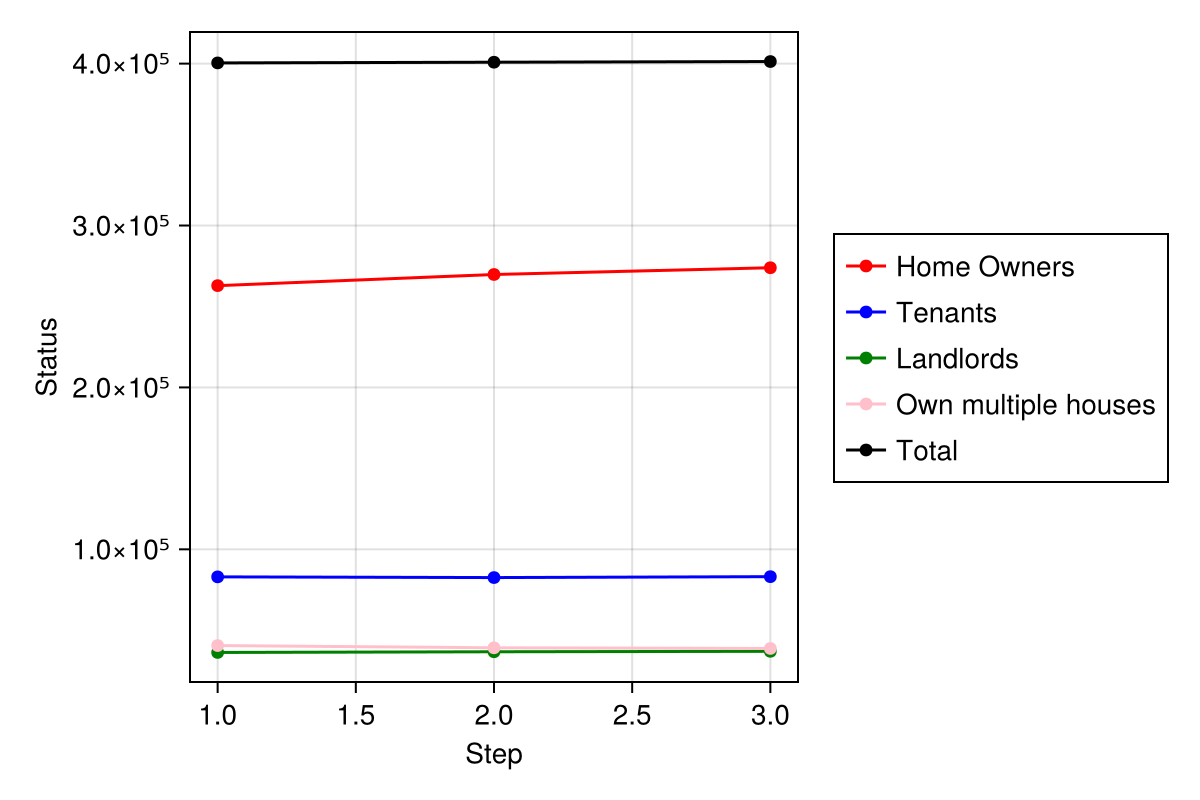 4.0×10⁵
3.0×10⁵
2.0×10⁵
1.0×10⁵
Status
1.0 1.5 2.0 2.5 3.0
Step
Home Owners
Tenants
Landlords
Own multiple houses
Total